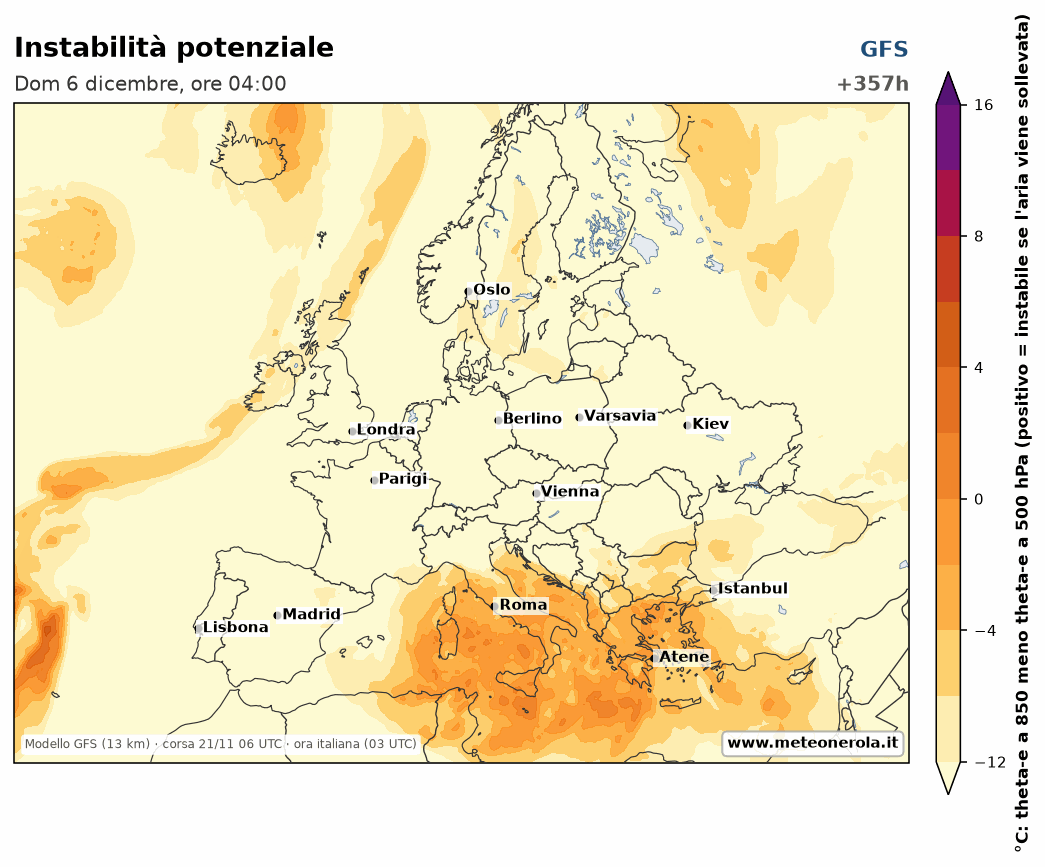 Instabilità potenziale
GFS
Dom 6 dicembre, ore 04:00
+357h
Oslo
Berlino
Varsavia
Kiev
Londra
Parigi
Vienna
Istanbul
Roma
Madrid
Lisbona
Atene
Modello GFS (13 km) · corsa 21/11 06 UTC · ora italiana (03 UTC)
www.meteonerola.it
16
8
4
0
−4
−12
°C: theta-e a 850 meno theta-e a 500 hPa (positivo = instabile se l'aria viene sollevata)